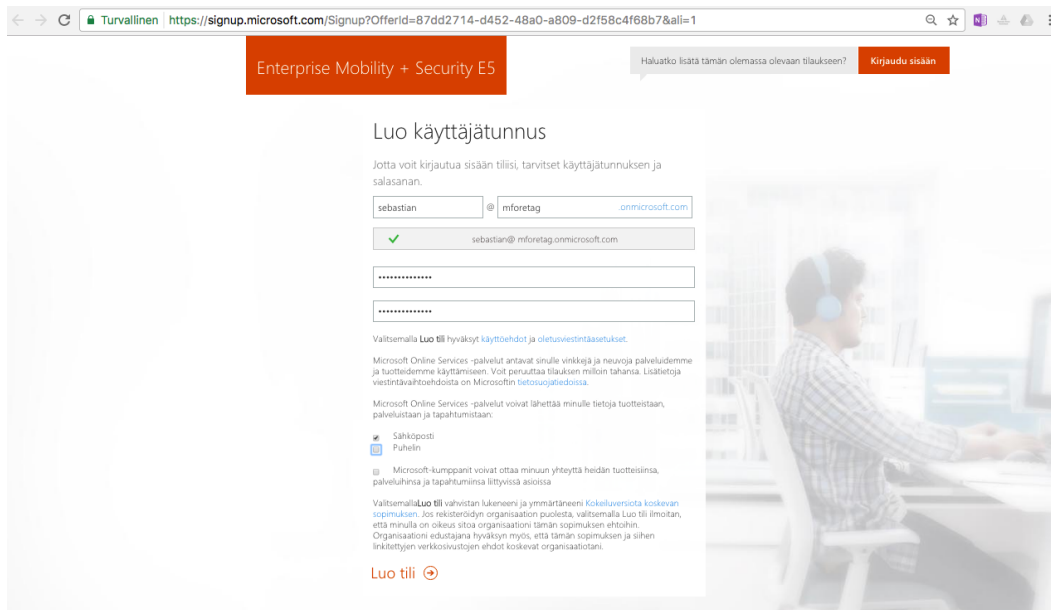 Turvallinen https://signup.microsoft.com/Signup?OfferId=87dd2714-d452-48a0-a809-d2f58c4f68b7&ali=1
Enterprise Mobility + Security E5
Haluatko lisätä tämän olemassa olevaan tilaukseen? Kirjaudu sisään
Luo käyttäjätunnus
Jotta voit kirjautua sisään tiliisi, tarvitset käyttäjätunnuksen ja
salasanan.
sebastian @ mforetag .onmicrosoft.com
sebastian@ mforetag.onmicrosoft.com
••••••••••••••
••••••••••••••
Valitsemalla Luo tili hyväksyt käyttöehdot ja oletusviestintäasetukset.
Microsoft Online Services -palvelut antavat sinulle vinkkejä ja neuvoja palveluidemme
ja tuotteidemme käyttämiseen. Voit peruuttaa tilauksen milloin tahansa. Lisätietoja
viestintävaihtoehdoista on Microsoftin tietosuojatiedoissa.
Microsoft Online Services -palvelut voivat lähettää minulle tietoja tuotteistaan,
palveluistaan ja tapahtumistaan:
Sähköposti
Puhelin
Microsoft-kumppanit voivat ottaa minuun yhteyttä heidän tuotteisiinsa,
palveluihinsa ja tapahtumiinsa liittyvissä asioissa
ValitsemallaLuo tili vahvistan lukeneeni ja ymmärtäneeni Kokeiluversiota koskevan
sopimuksen. Jos rekisteröidyn organisaation puolesta, valitsemalla Luo tili ilmoitan,
että minulla on oikeus sitoa organisaationi tämän sopimuksen ehtoihin.
Organisaationi edustajana hyväksyn myös, että tämän sopimuksen ja siihen
linkitettyjen verkkosivustojen ehdot koskevat organisaatiotani.
Luo tili